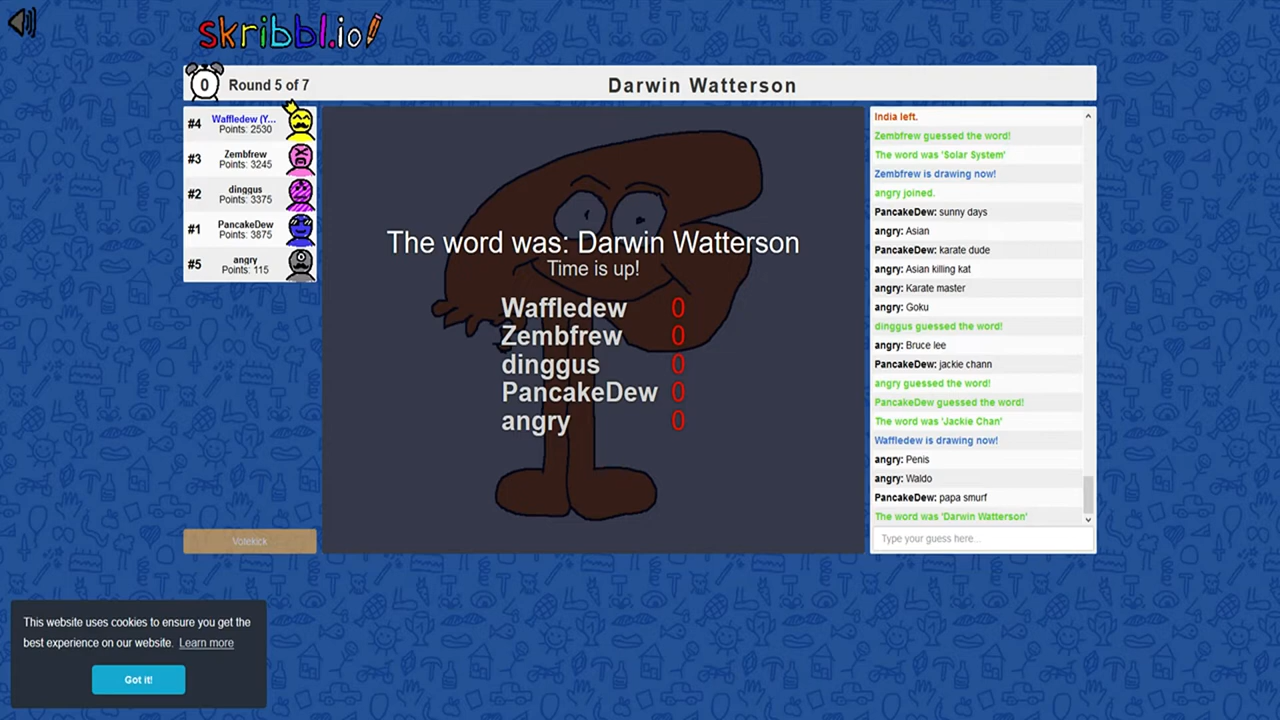 skribbl.io
0
Round 5 of 7
Darwin Watterson
#4
Waffledew (Y...
Points: 2530
#3
Zembfrew
Points: 3245
#2
dinggus
Points: 3375
#1
PancakeDew
Points: 3875
#5
angry
Points: 115
Votekick
The word was: Darwin Watterson
Time is up!
Waffledew 0
Zembfrew 0
dinggus 0
PancakeDew 0
angry 0
India left.
Zembfrew guessed the word!
The word was 'Solar System'
Zembfrew is drawing now!
angry joined.
PancakeDew: sunny days
angry: Asian
PancakeDew: karate dude
angry: Asian killing kat
angry: Karate master
angry: Goku
dinggus guessed the word!
angry: Bruce lee
PancakeDew: jackie chann
angry guessed the word!
PancakeDew guessed the word!
The word was 'Jackie Chan'
Waffledew is drawing now!
angry: Penis
angry: Waldo
PancakeDew: papa smurf
The word was 'Darwin Watterson'
Type your guess here...
This website uses cookies to ensure you get the
best experience on our website. Learn more
Got it!